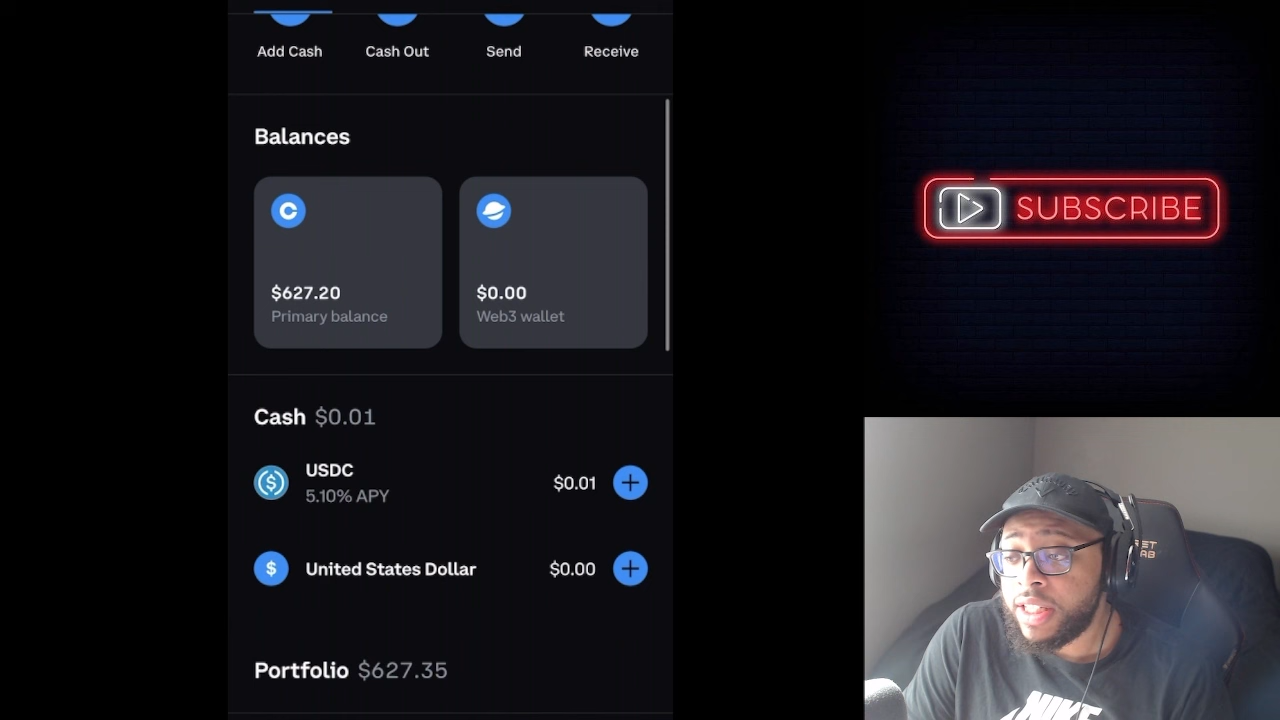 Add Cash
Cash Out
Send
Receive
Balances
$627.20
Primary balance
$0.00
Web3 wallet
Cash $0.01
USDC
5.10% APY
$0.01
United States Dollar
$0.00
Portfolio $627.35
SUBSCRIBE
NIKE